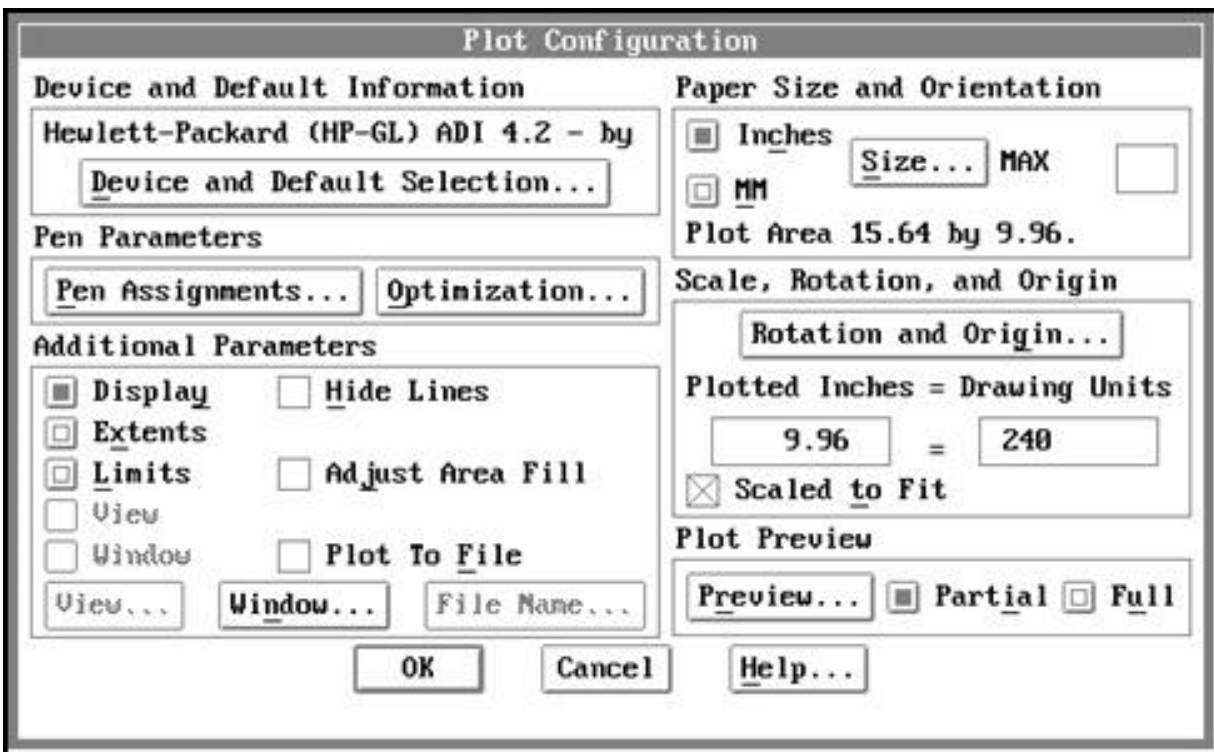 Plot Configuration
Device and Default Information
Hewlett-Packard (HP-GL) ADI 4.2 - by
Device and Default Selection...
Pen Parameters
Pen Assignments... Optimization...
Additional Parameters
Display Hide Lines
Extents
Limits Adjust Area Fill
View
Window Plot To File
View... Window... File Name...
Paper Size and Orientation
Inches
Size... MAX
MM
Plot Area 15.64 by 9.96.
Scale, Rotation, and Origin
Rotation and Origin...
Plotted Inches = Drawing Units
9.96 = 240
Scaled to Fit
Plot Preview
Preview... Partial Full
OK Cancel Help...